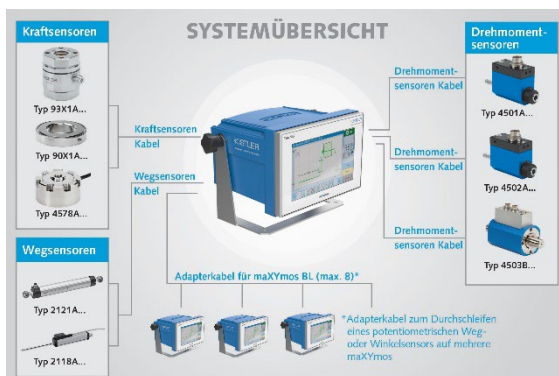 SYSTEMÜBERSICHT
Kraftsensoren
Typ 93X1A...
Typ 90X1A...
Typ 4578A...
Kraftsensoren
Kabel
Wegsensoren
Kabel
Wegsensoren
Typ 2121A...
Typ 2118A...
KISTLER
Drehmoment-
sensoren Kabel
Drehmoment-
sensoren Kabel
Drehmoment-
sensoren Kabel
Drehmoment-
sensoren
Typ 4501A...
Typ 4502A...
Typ 4503B...
Adapterkabel für maXYmos BL (max. 8)*
*Adapterkabel zum Durchschleifen
eines potentiometrischen Weg-
oder Winkelsensors auf mehrere
maXYmos